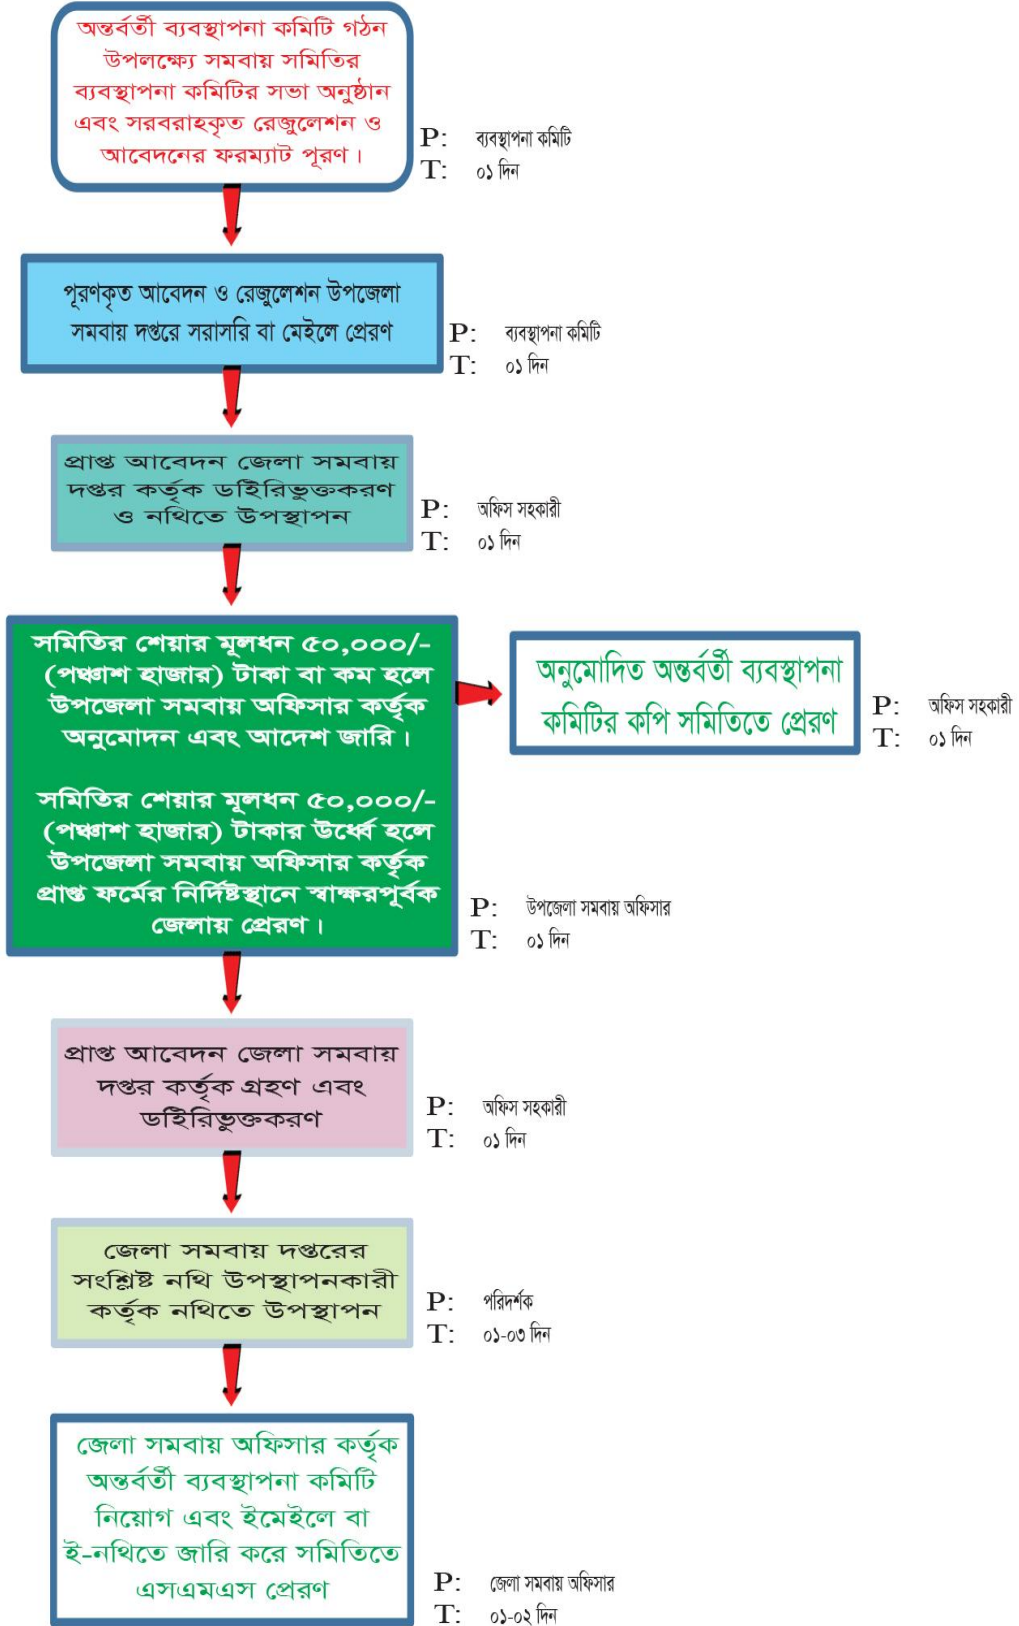 অন্তর্বর্তী ব্যবস্থাপনা কমিটি গঠন
উপলক্ষ্যে সমবায় সমিতির
ব্যবস্থাপনা কমিটির সভা অনুষ্ঠান
এবং সরবরাহকৃত রেজুলেশন ও
আবেদনের ফরম্যাট পূরণ।
P: ব্যবস্থাপনা কমিটি
T: ০১ দিন
পূরণকৃত আবেদন ও রেজুলেশন উপজেলা
সমবায় দপ্তরে সরাসরি বা মেইলে প্রেরণ
P: ব্যবস্থাপনা কমিটি
T: ০১ দিন
প্রাপ্ত আবেদন জেলা সমবায়
দপ্তর কর্তৃক ডাইরিভুক্তকরণ
ও নথিতে উপস্থাপন
P: অফিস সহকারী
T: ০১ দিন
সমিতির শেয়ার মূলধন ৫০,০০০/-
(পঞ্চাশ হাজার) টাকা বা কম হলে
উপজেলা সমবায় অফিসার কর্তৃক
অনুমোদন এবং আদেশ জারি।
সমিতির শেয়ার মূলধন ৫০,০০০/-
(পঞ্চাশ হাজার) টাকার উর্ধ্বে হলে
উপজেলা সমবায় অফিসার কর্তৃক
প্রাপ্ত ফর্মের নির্দিষ্টস্থানে স্বাক্ষরপূর্বক
জেলায় প্রেরণ।
P: উপজেলা সমবায় অফিসার
T: ০১ দিন
অনুমোদিত অন্তর্বর্তী ব্যবস্থাপনা
কমিটির কপি সমিতিতে প্রেরণ
P: অফিস সহকারী
T: ০১ দিন
প্রাপ্ত আবেদন জেলা সমবায়
দপ্তর কর্তৃক গ্রহণ এবং
ডাইরিভুক্তকরণ
P: অফিস সহকারী
T: ০১ দিন
জেলা সমবায় দপ্তরের
সংশ্লিষ্ট নথি উপস্থাপনকারী
কর্তৃক নথিতে উপস্থাপন
P: পরিদর্শক
T: ০১-০৩ দিন
জেলা সমবায় অফিসার কর্তৃক
অন্তর্বর্তী ব্যবস্থাপনা কমিটি
নিয়োগ এবং ইমেইলে বা
ই-নথিতে জারি করে সমিতিতে
এসএমএস প্রেরণ
P: জেলা সমবায় অফিসার
T: ০১-০২ দিন